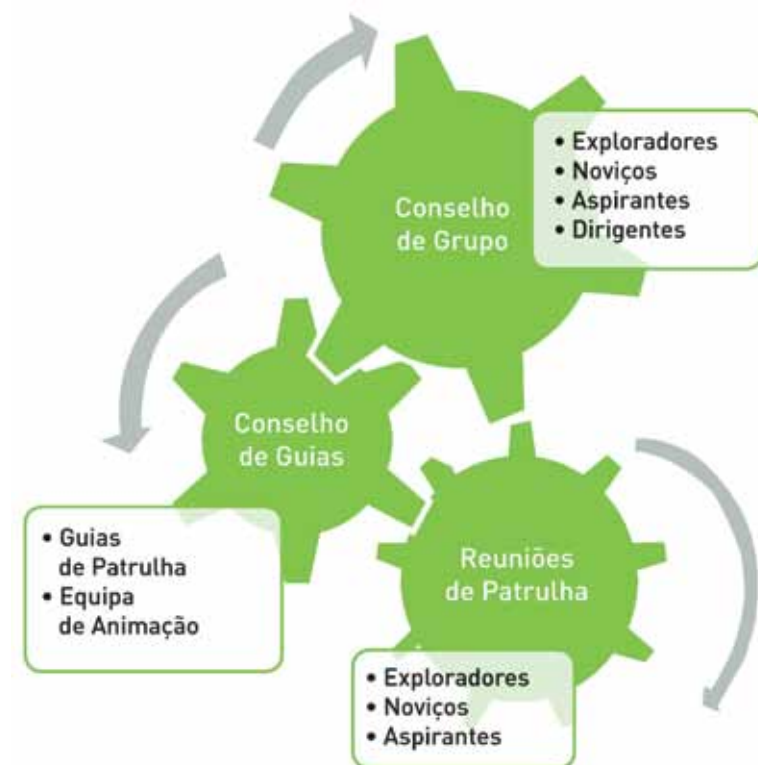 Conselho
de Grupo
• Exploradores
• Noviços
• Aspirantes
• Dirigentes
Conselho
de Guias
• Guias
de Patrulha
• Equipa
de Animação
Reuniões
de Patrulha
• Exploradores
• Noviços
• Aspirantes